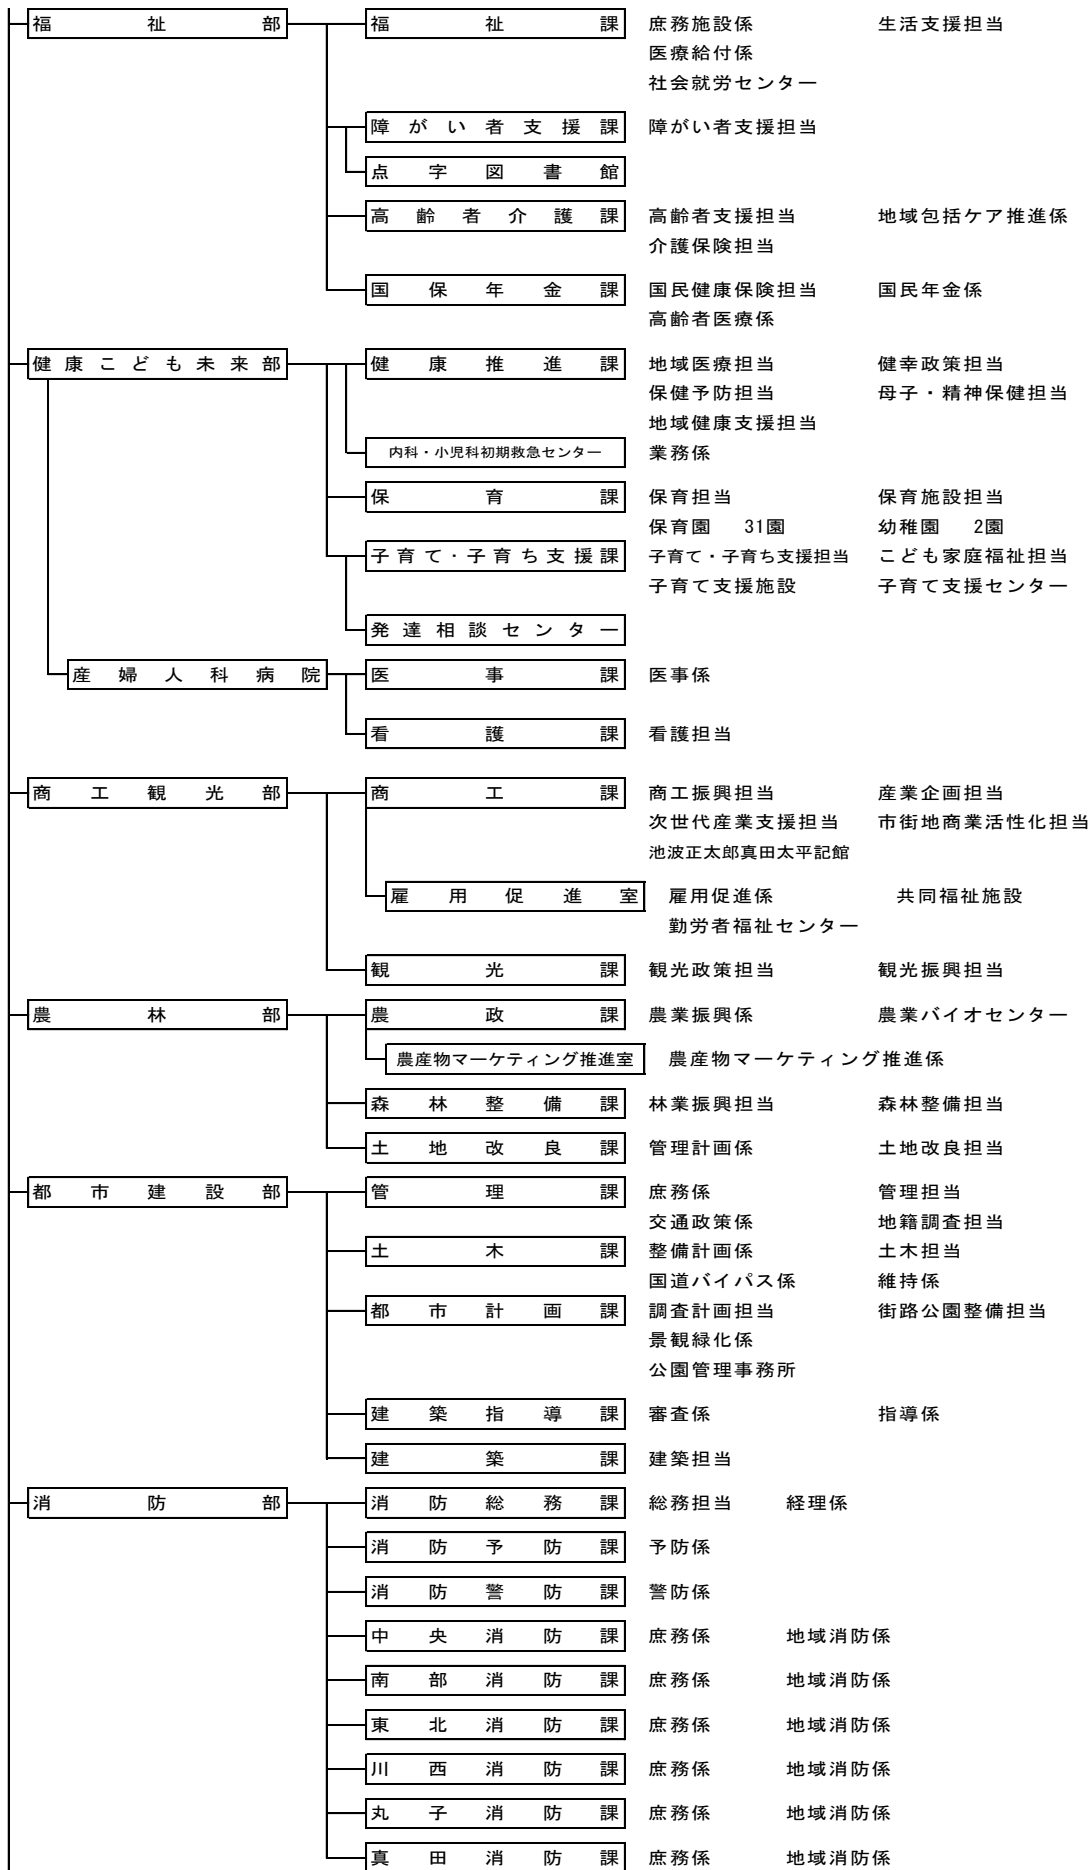 福祉部 福祉課 庶務施設係 生活支援担当
医療給付係
社会就労センター
障がい者支援課 障がい者支援担当
点字図書館
高齢者介護課 高齢者支援担当 地域包括ケア推進係
介護保険担当
国保年金課 国民健康保険担当 国民年金係
高齢者医療係
健康こども未来部 健康推進課 地域医療担当 健幸政策担当
保健予防担当 母子・精神保健担当
地域健康支援担当
内科・小児科初期救急センター 業務係
保育課 保育担当 保育施設担当
保育園 31園 幼稚園 2園
子育て・子育ち支援課 子育て・子育ち支援担当 こども家庭福祉担当
子育て支援施設 子育て支援センター
発達相談センター
産婦人科病院 医事課 医事係
看護課 看護担当
商工観光部 商工課 商工振興担当 産業企画担当
次世代産業支援担当 市街地商業活性化担当
池波正太郎真田太平記館
雇用促進室 雇用促進係 共同福祉施設
勤労者福祉センター
観光課 観光政策担当 観光振興担当
農林部 農政課 農業振興係 農業バイオセンター
農産物マーケティング推進室 農産物マーケティング推進係
森林整備課 林業振興担当 森林整備担当
土地改良課 管理計画係 土地改良担当
都市建設部 管理課 庶務係 管理担当
交通政策係 地籍調査担当
土木課 整備計画係 土木担当
国道バイパス係 維持係
都市計画課 調査計画担当 街路公園整備担当
景観緑化係
公園管理事務所
建築指導課 審査係 指導係
建築課 建築担当
消防部 消防総務課 総務担当 経理係
消防予防課 予防係
消防警防課 警防係
中央消防課 庶務係 地域消防係
南部消防課 庶務係 地域消防係
東北消防課 庶務係 地域消防係
川西消防課 庶務係 地域消防係
丸子消防課 庶務係 地域消防係
真田消防課 庶務係 地域消防係